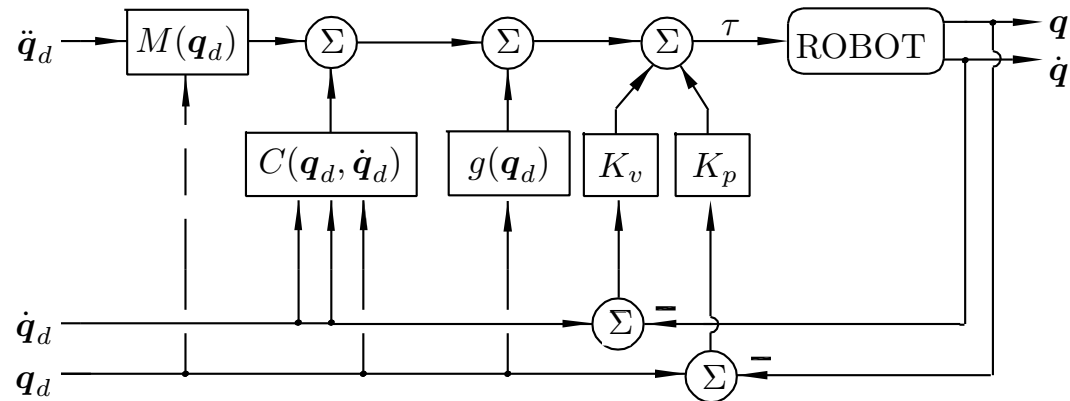 q̈_d M(q_d) Σ Σ Σ τ ROBOT q
q̇
C(q_d, q̇_d) g(q_d) K_v K_p
q̇_d Σ −
q_d Σ −